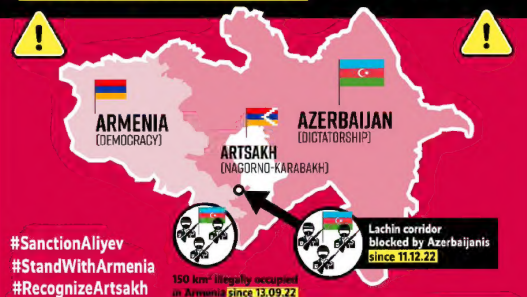 ARMENIA
(DEMOCRACY)
AZERBAIJAN
(DICTATORSHIP)
ARTSAKH
(NAGORNO-KARABAKH)
Lachin corridor
blocked by Azerbaijanis
since 11.12.22
#SanctionAliyev
#StandWithArmenia
#RecognizeArtsakh
150 km² illegally occupied
in Armenia since 13.09.22